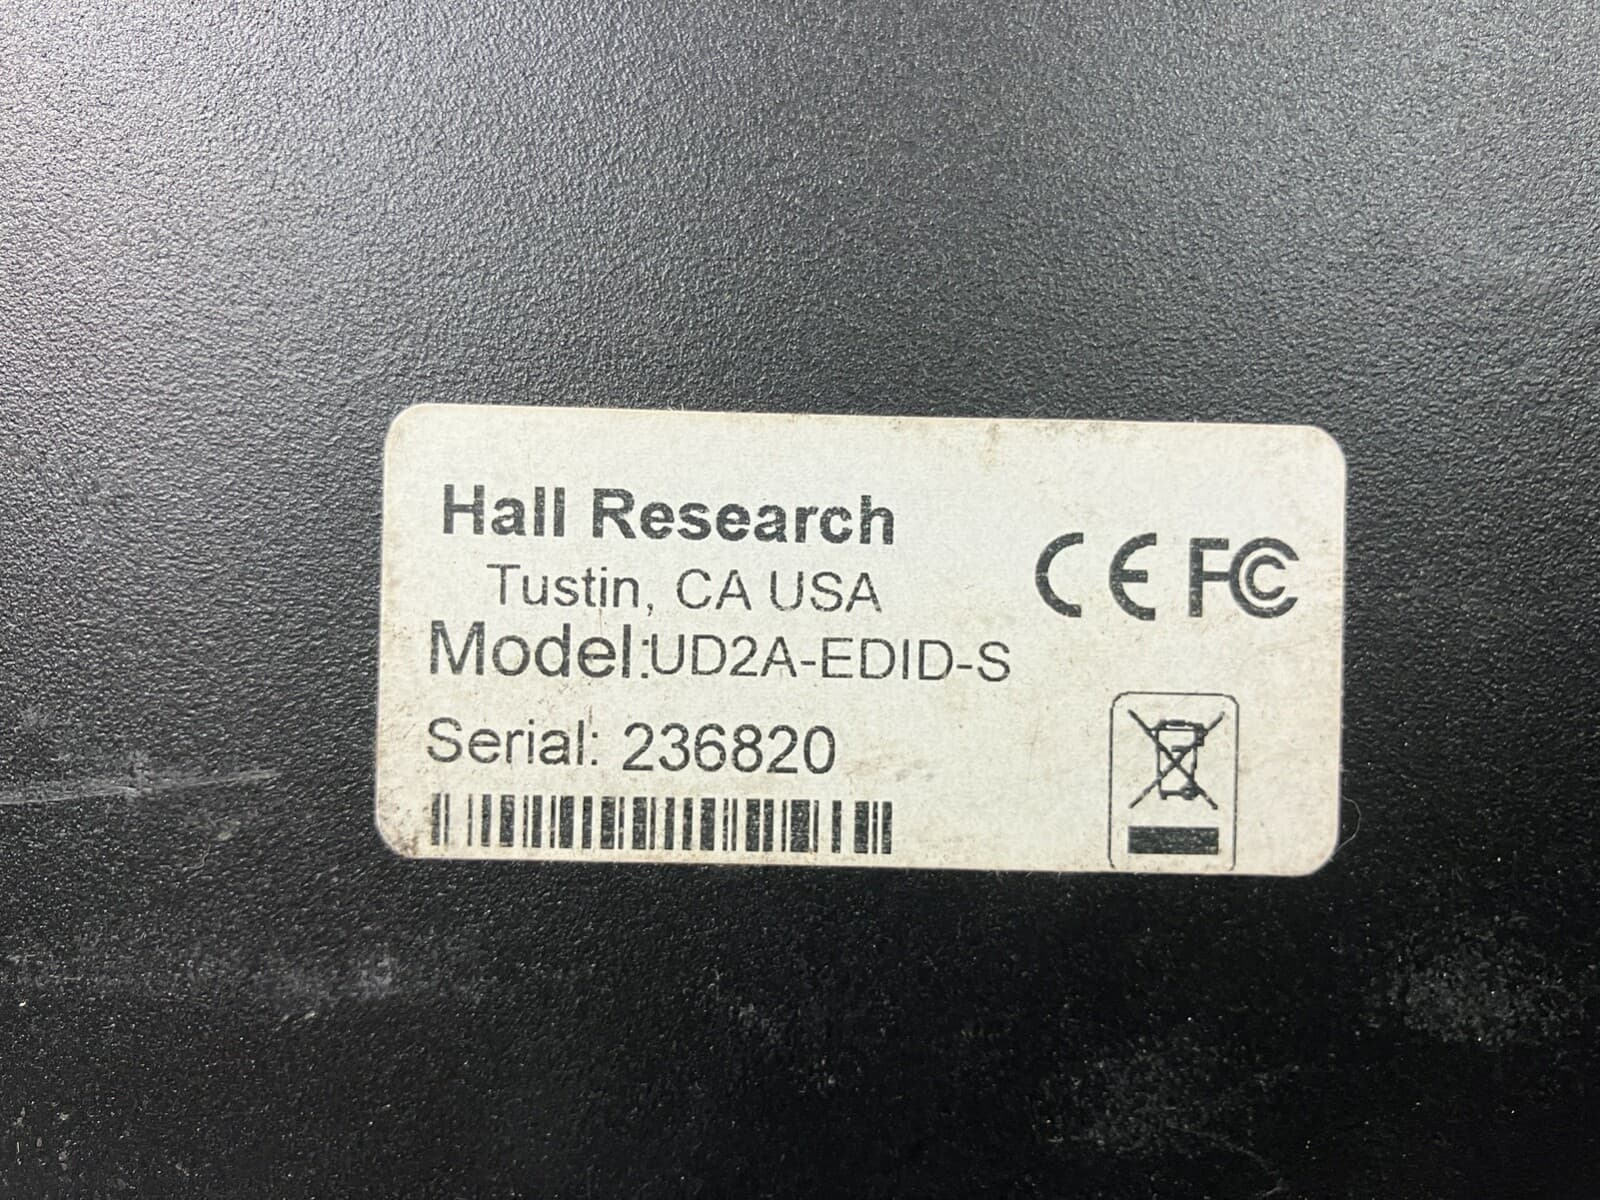 Hall Research
Tustin, CA USA
CE FC
Model:UD2A-EDID-S
Serial: 236820